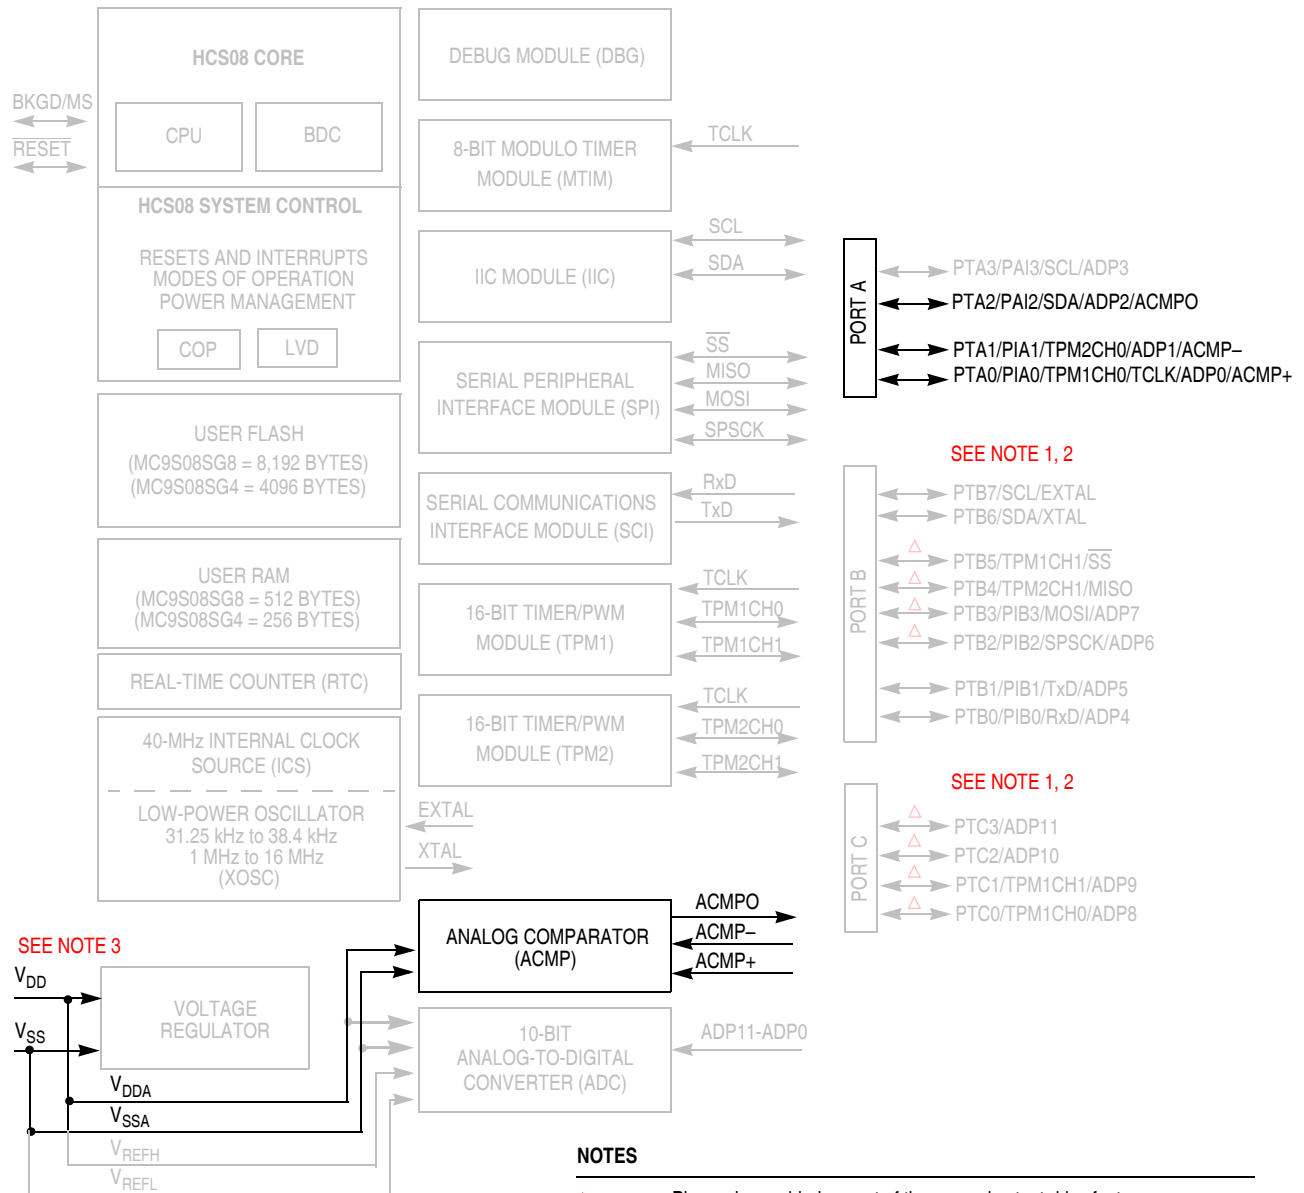 HCS08 CORE
BKGD/MS
RESET
CPU
BDC
HCS08 SYSTEM CONTROL
RESETS AND INTERRUPTS
MODES OF OPERATION
POWER MANAGEMENT
COP
LVD
USER FLASH
(MC9S08SG8 = 8,192 BYTES)
(MC9S08SG4 = 4096 BYTES)
USER RAM
(MC9S08SG8 = 512 BYTES)
(MC9S08SG4 = 256 BYTES)
REAL-TIME COUNTER (RTC)
40-MHz INTERNAL CLOCK
SOURCE (ICS)
LOW-POWER OSCILLATOR
31.25 kHz to 38.4 kHz
1 MHz to 16 MHz
(XOSC)
EXTAL
XTAL
SEE NOTE 3
VDD
VSS
VOLTAGE
REGULATOR
VDDA
VSSA
VREFH
VREFL
DEBUG MODULE (DBG)
8-BIT MODULO TIMER
MODULE (MTIM)
TCLK
IIC MODULE (IIC)
SCL
SDA
SERIAL PERIPHERAL
INTERFACE MODULE (SPI)
SS
MISO
MOSI
SPSCK
SERIAL COMMUNICATIONS
INTERFACE MODULE (SCI)
RxD
TxD
16-BIT TIMER/PWM
MODULE (TPM1)
TCLK
TPM1CH0
TPM1CH1
16-BIT TIMER/PWM
MODULE (TPM2)
TCLK
TPM2CH0
TPM2CH1
ANALOG COMPARATOR
(ACMP)
ACMPO
ACMP–
ACMP+
10-BIT
ANALOG-TO-DIGITAL
CONVERTER (ADC)
ADP11-ADP0
PORT A
PTA3/PAI3/SCL/ADP3
PTA2/PAI2/SDA/ADP2/ACMPO
PTA1/PIA1/TPM2CH0/ADP1/ACMP–
PTA0/PIA0/TPM1CH0/TCLK/ADP0/ACMP+
SEE NOTE 1, 2
PORT B
PTB7/SCL/EXTAL
PTB6/SDA/XTAL
PTB5/TPM1CH1/SS
PTB4/TPM2CH1/MISO
PTB3/PIB3/MOSI/ADP7
PTB2/PIB2/SPSCK/ADP6
PTB1/PIB1/TxD/ADP5
PTB0/PIB0/RxD/ADP4
SEE NOTE 1, 2
PORT C
PTC3/ADP11
PTC2/ADP10
PTC1/TPM1CH1/ADP9
PTC0/TPM1CH0/ADP8
NOTES